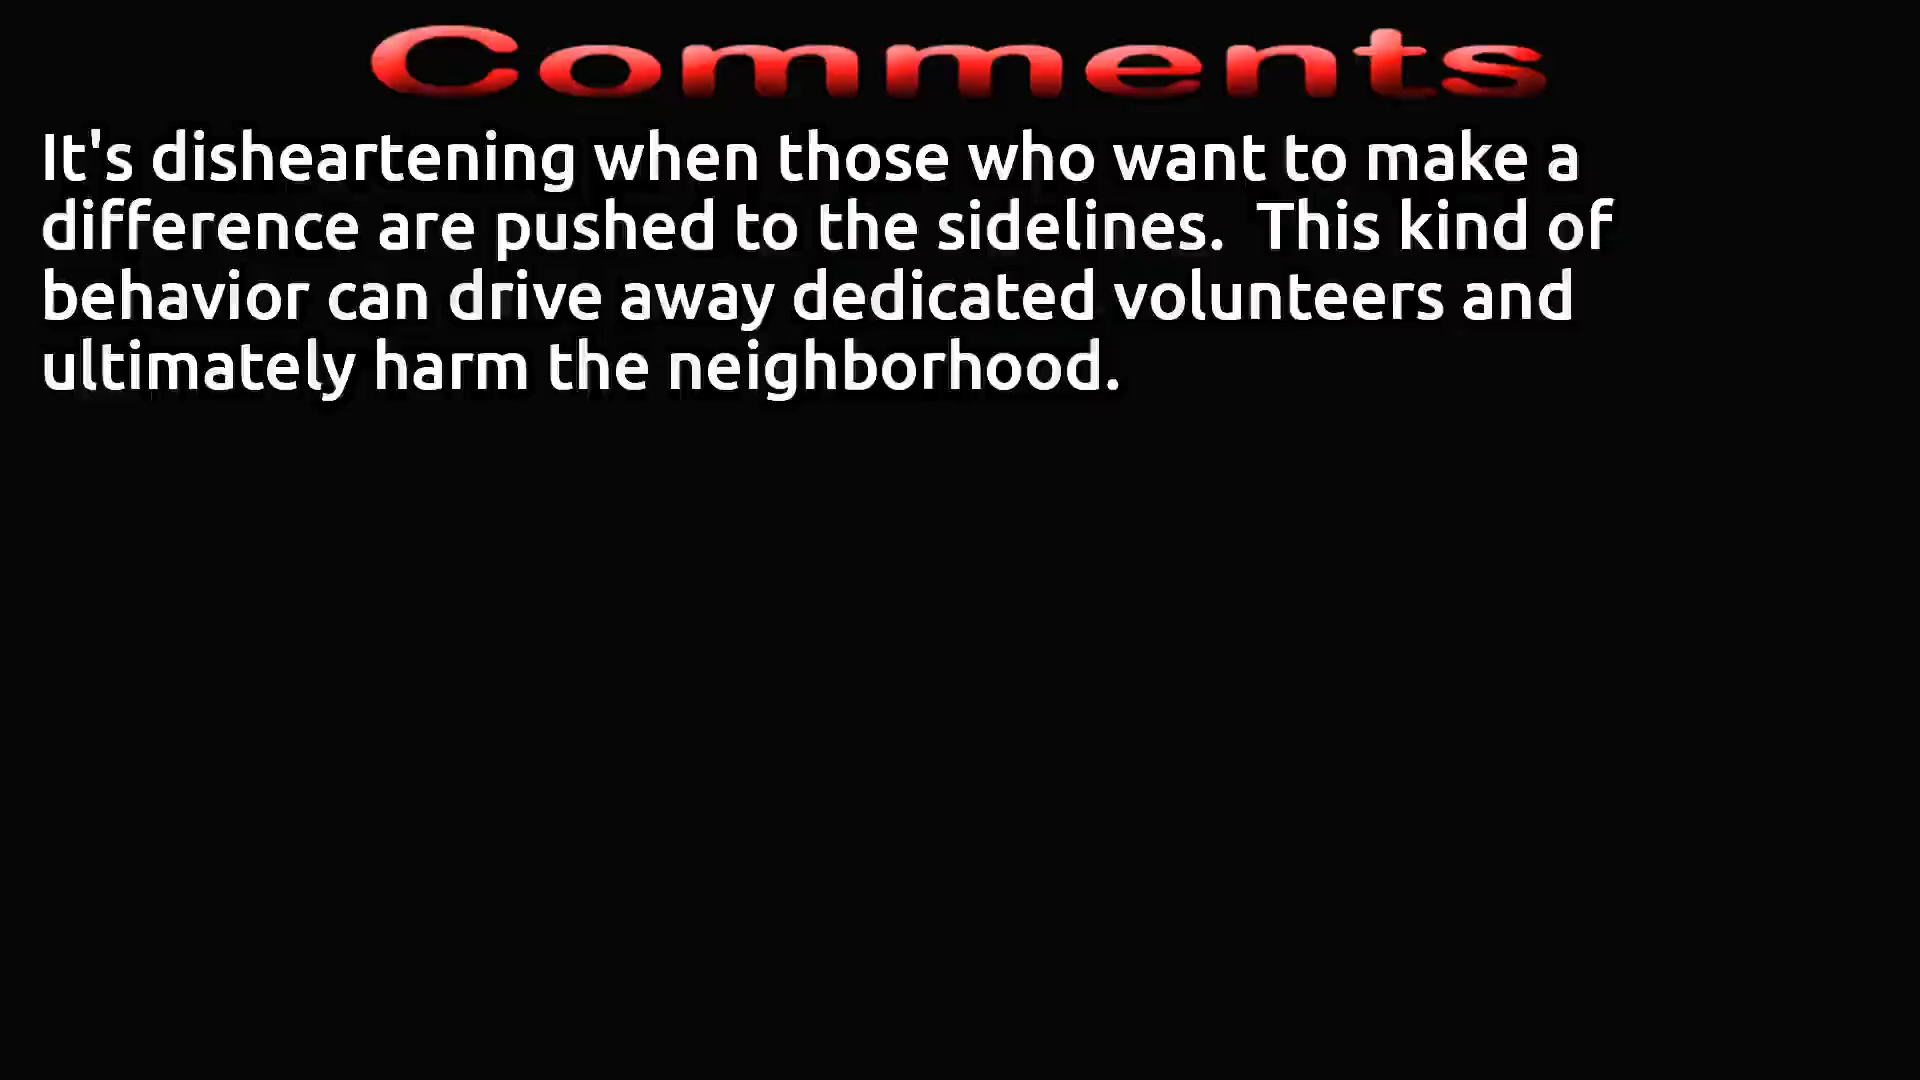 Comments
It's disheartening when those who want to make a
difference are pushed to the sidelines.  This kind of
behavior can drive away dedicated volunteers and
ultimately harm the neighborhood.